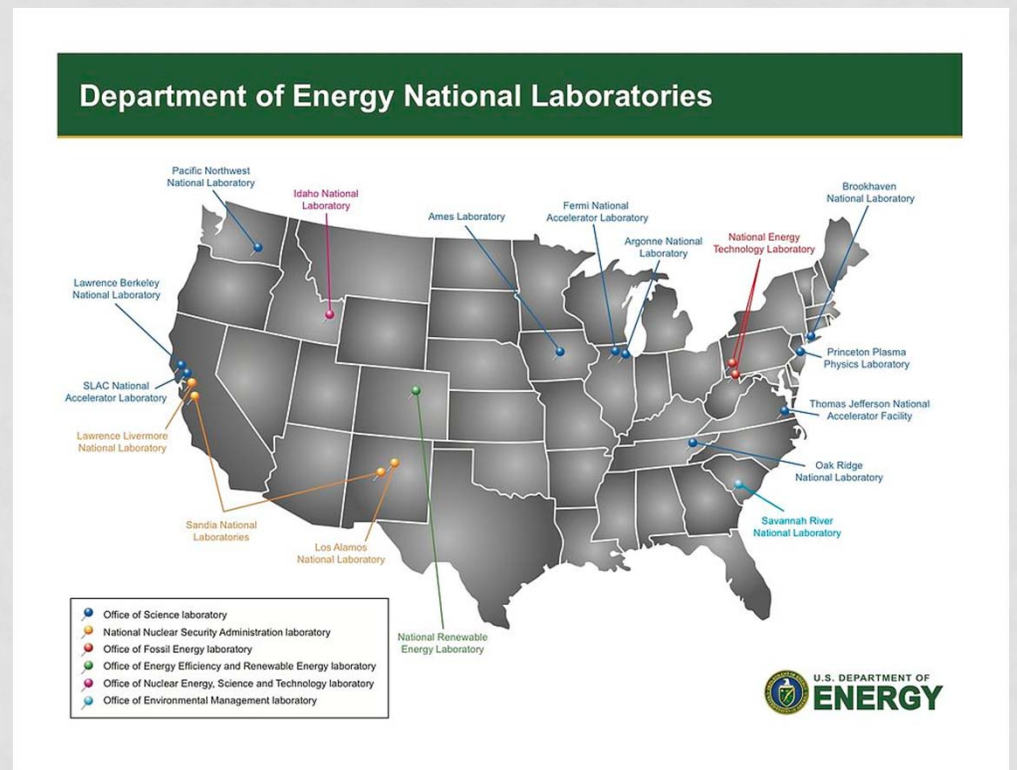 Department of Energy National Laboratories
Pacific Northwest
National Laboratory
Idaho National
Laboratory
Ames Laboratory
Fermi National
Accelerator Laboratory
Argonne National
Laboratory
National Energy
Technology Laboratory
Brookhaven
National Laboratory
Lawrence Berkeley
National Laboratory
SLAC National
Accelerator Laboratory
Lawrence Livermore
National Laboratory
Sandia National
Laboratories
Los Alamos
National Laboratory
National Renewable
Energy Laboratory
Princeton Plasma
Physics Laboratory
Thomas Jefferson National
Accelerator Facility
Oak Ridge
National Laboratory
Savannah River
National Laboratory
Office of Science laboratory
National Nuclear Security Administration laboratory
Office of Fossil Energy laboratory
Office of Energy Efficiency and Renewable Energy laboratory
Office of Nuclear Energy, Science and Technology laboratory
Office of Environmental Management laboratory
U.S. DEPARTMENT OF
ENERGY